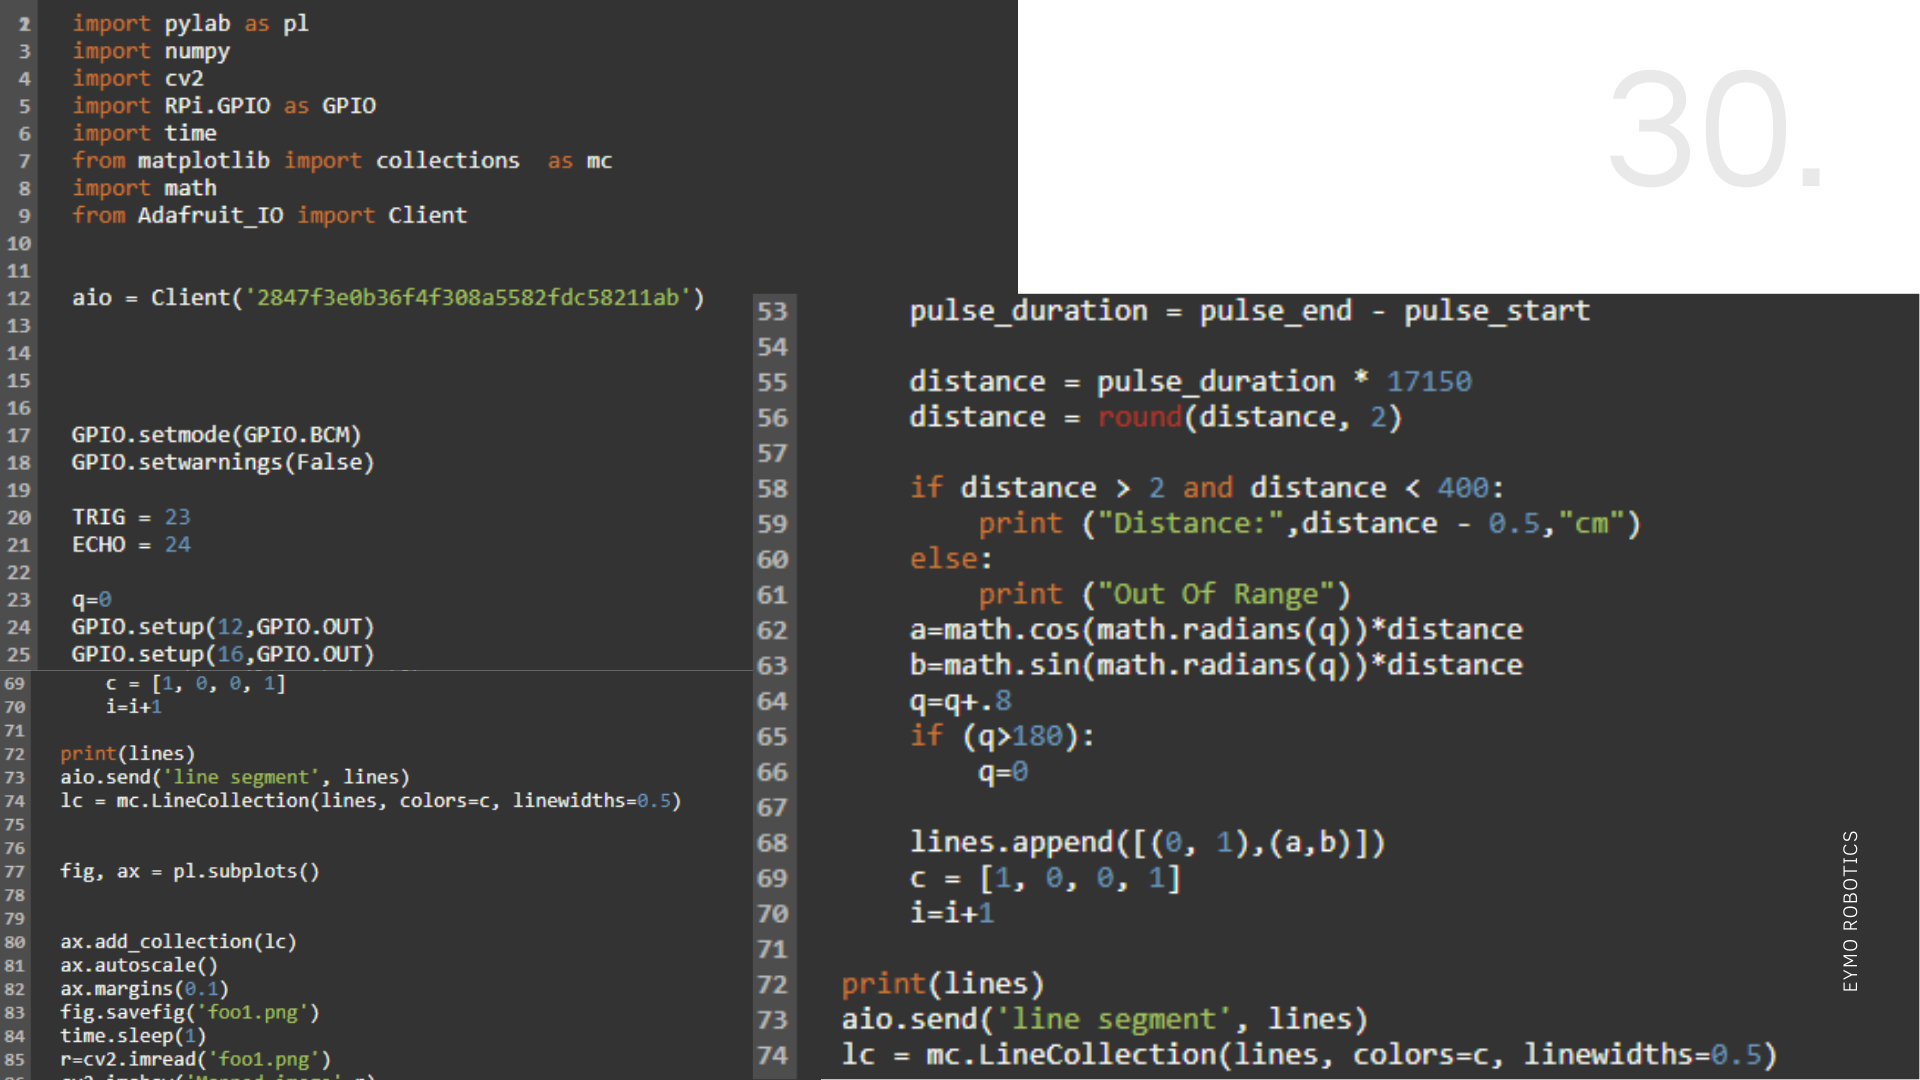 2 import pylab as pl
3 import numpy
4 import cv2
5 import RPi.GPIO as GPIO
6 import time
7 from matplotlib import collections  as mc
8 import math
9 from Adafruit_IO import Client
10
11
12 aio = Client('2847f3e0b36f4f308a5582fdc58211ab')
13
14
15
16
17 GPIO.setmode(GPIO.BCM)
18 GPIO.setwarnings(False)
19
20 TRIG = 23
21 ECHO = 24
22
23 q=0
24 GPIO.setup(12,GPIO.OUT)
25 GPIO.setup(16,GPIO.OUT)
69 c = [1, 0, 0, 1]
70 i=i+1
71
72 print(lines)
73 aio.send('line segment', lines)
74 lc = mc.LineCollection(lines, colors=c, linewidths=0.5)
75
76
77 fig, ax = pl.subplots()
78
79
80 ax.add_collection(lc)
81 ax.autoscale()
82 ax.margins(0.1)
83 fig.savefig('foo1.png')
84 time.sleep(1)
85 r=cv2.imread('foo1.png')
30.
53 pulse_duration = pulse_end - pulse_start
54
55 distance = pulse_duration * 17150
56 distance = round(distance, 2)
57
58 if distance > 2 and distance < 400:
59 print ("Distance:",distance - 0.5,"cm")
60 else:
61 print ("Out Of Range")
62 a=math.cos(math.radians(q))*distance
63 b=math.sin(math.radians(q))*distance
64 q=q+.8
65 if (q>180):
66 q=0
67
68 lines.append([(0, 1),(a,b)])
69 c = [1, 0, 0, 1]
70 i=i+1
71
72 print(lines)
73 aio.send('line segment', lines)
74 lc = mc.LineCollection(lines, colors=c, linewidths=0.5)
EYMO ROBOTICS